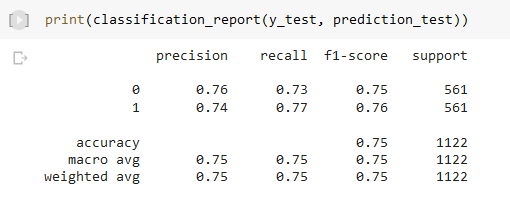 print(classification_report(y_test, prediction_test))
precision recall f1-score support
0 0.76 0.73 0.75 561
1 0.74 0.77 0.76 561
accuracy 0.75 1122
macro avg 0.75 0.75 0.75 1122
weighted avg 0.75 0.75 0.75 1122